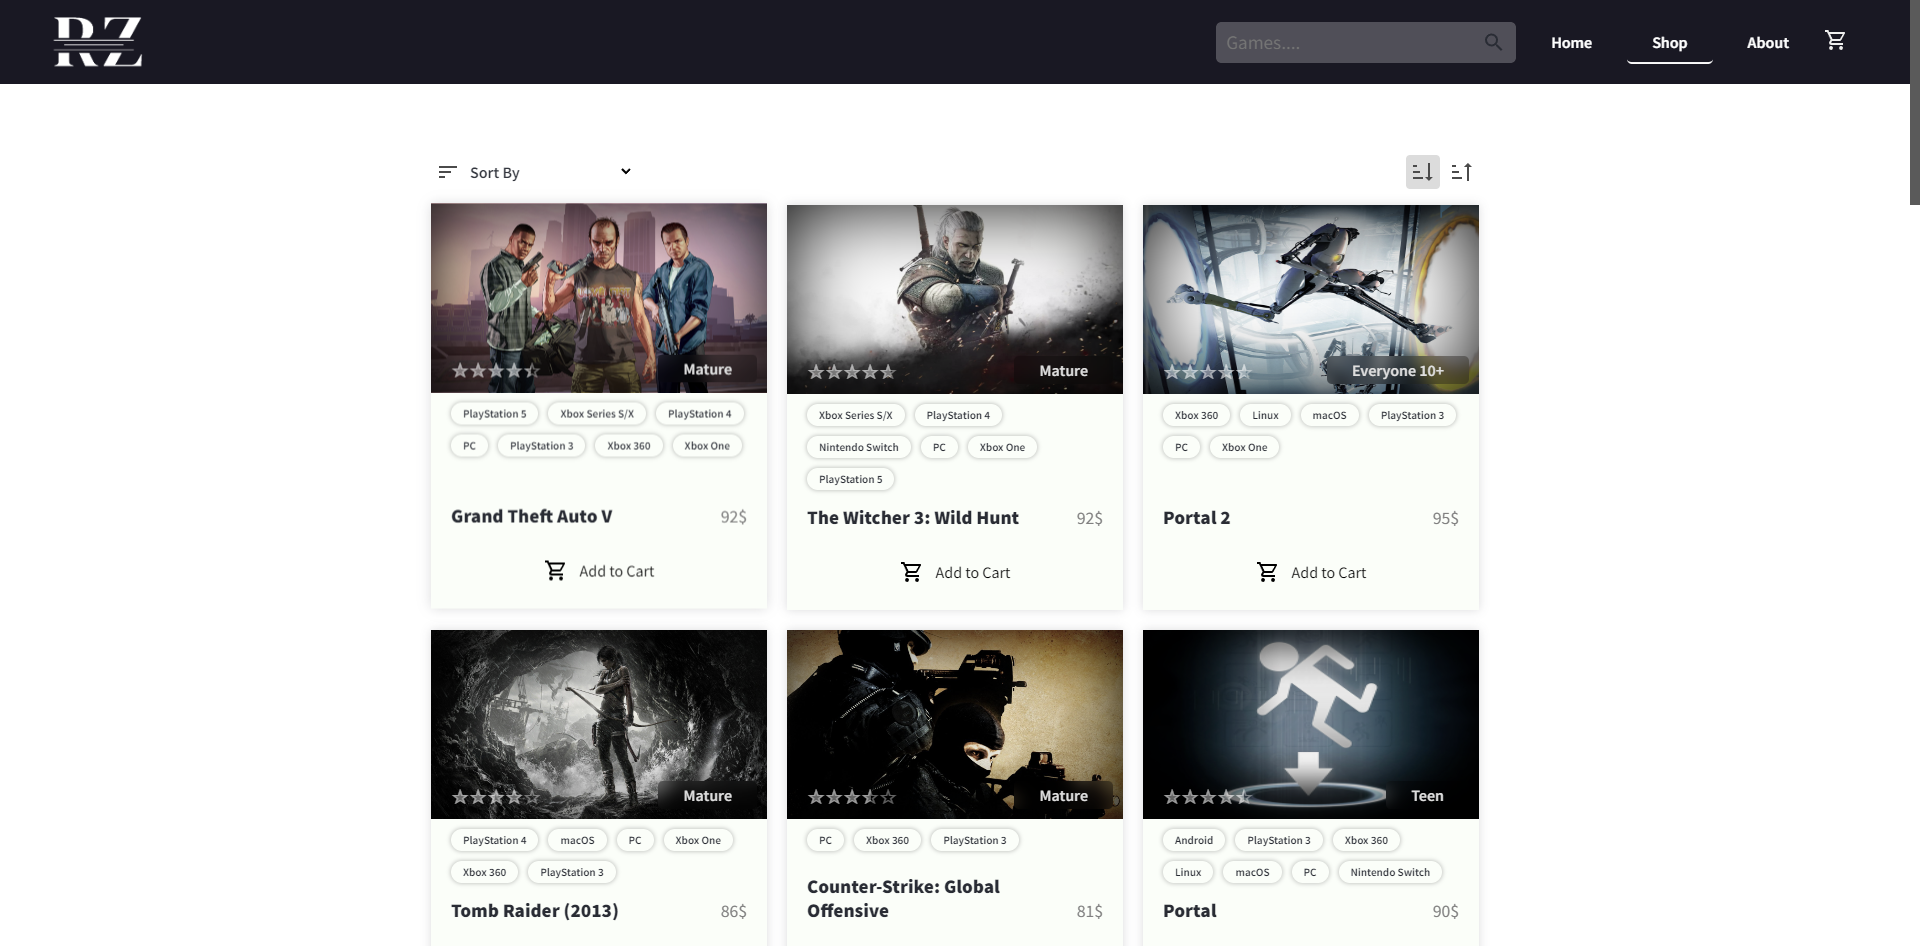 RZ
Games....
Home
Shop
About
Sort By
Mature
PlayStation 5
Xbox Series S/X
PlayStation 4
PC
PlayStation 3
Xbox 360
Xbox One
Grand Theft Auto V
92$
Add to Cart
Mature
Xbox Series S/X
PlayStation 4
Nintendo Switch
PC
Xbox One
PlayStation 5
The Witcher 3: Wild Hunt
92$
Add to Cart
Everyone 10+
Xbox 360
Linux
macOS
PlayStation 3
PC
Xbox One
Portal 2
95$
Add to Cart
Mature
PlayStation 4
macOS
PC
Xbox One
Xbox 360
PlayStation 3
Tomb Raider (2013)
86$
Mature
PC
Xbox 360
PlayStation 3
Counter-Strike: Global
Offensive
81$
Teen
Android
PlayStation 3
Xbox 360
Linux
macOS
PC
Nintendo Switch
Portal
90$